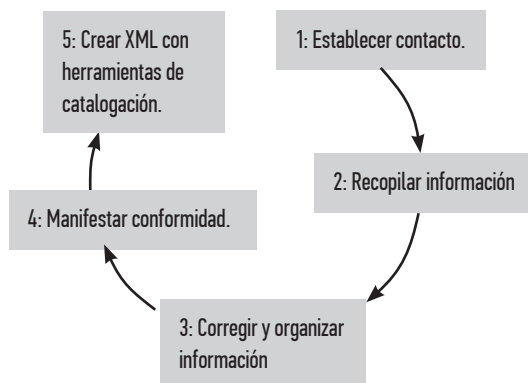 1: Establecer contacto.
2: Recopilar información
3: Corregir y organizar
información
4: Manifestar conformidad.
5: Crear XML con
herramientas de
catalogación.